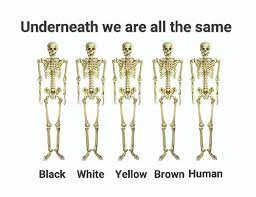 Underneath we are all the same
Black White Yellow Brown Human